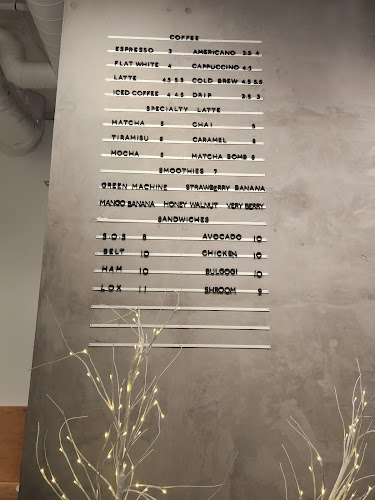 COFFEE
ESPRESSO 3 AMERICANO 3.5 4
FLAT WHITE 4 CAPPUCCINO 4.5
LATTE 4.5 5.5 COLD BREW 4.5 5.5
ICED COFFEE 4 4.5 DRIP 2.5 3
SPECIALTY LATTE
MATCHA 5 CHAI 5
TIRAMISU 6 CARAMEL 6
MOCHA 5 MATCHA BOMB 6
SMOOTHIES 7
GREEN MACHINE STRAWBERRY BANANA
MANGO BANANA HONEY WALNUT VERY BERRY
SANDWICHES
S.O.S 8 AVOCADO 10
BELT 10 CHICKEN 10
HAM 10 BULGOGI 10
LOX 11 SHROOM 9